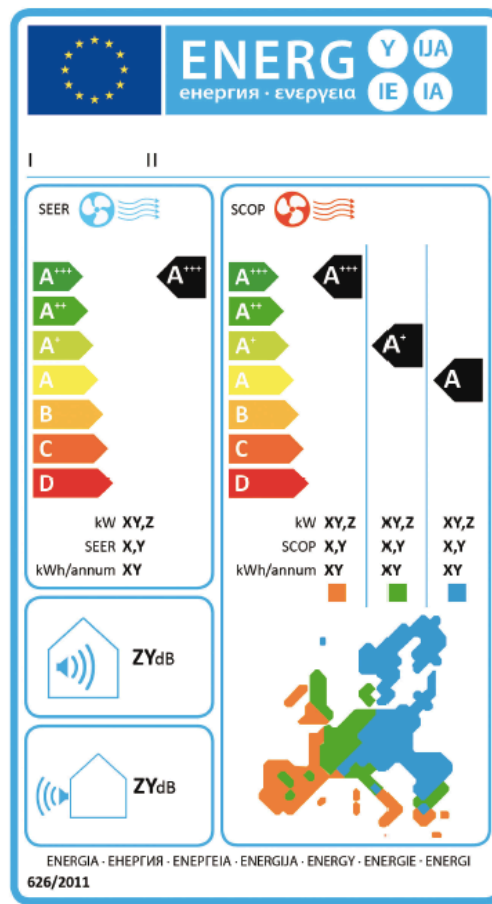 ENERG Y IJA
енергия · ενεργεια IE IA
I II
SEER
A+++ A+++
A++
A+
A
B
C
D
kW XY,Z
SEER X,Y
kWh/annum XY
SCOP
A+++ A+++
A++
A+ A+
A A
B
C
D
kW XY,Z XY,Z XY,Z
SCOP X,Y X,Y X,Y
kWh/annum XY XY XY
ZYdB
ZYdB
ENERGIA · ЕНЕРГИЯ · ΕΝΕΡΓΕΙΑ · ENERGIJA · ENERGY · ENERGIE · ENERGI
626/2011